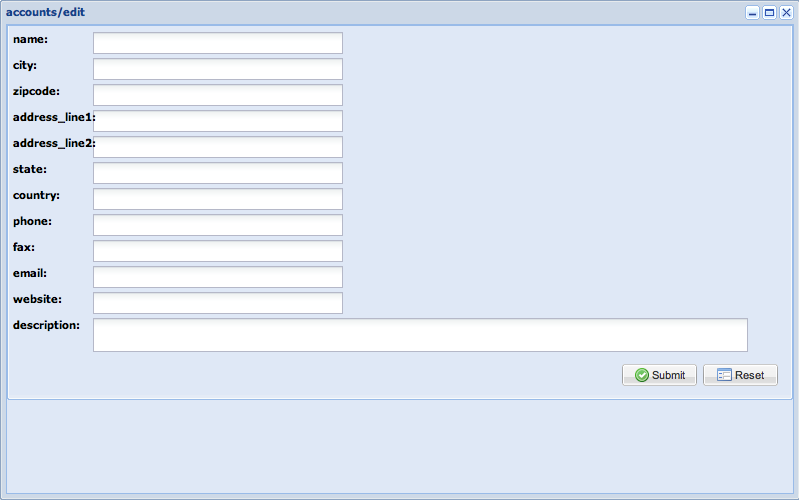 accounts/edit
name:
city:
zipcode:
address_line1:
address_line2:
state:
country:
phone:
fax:
email:
website:
description:
Submit Reset